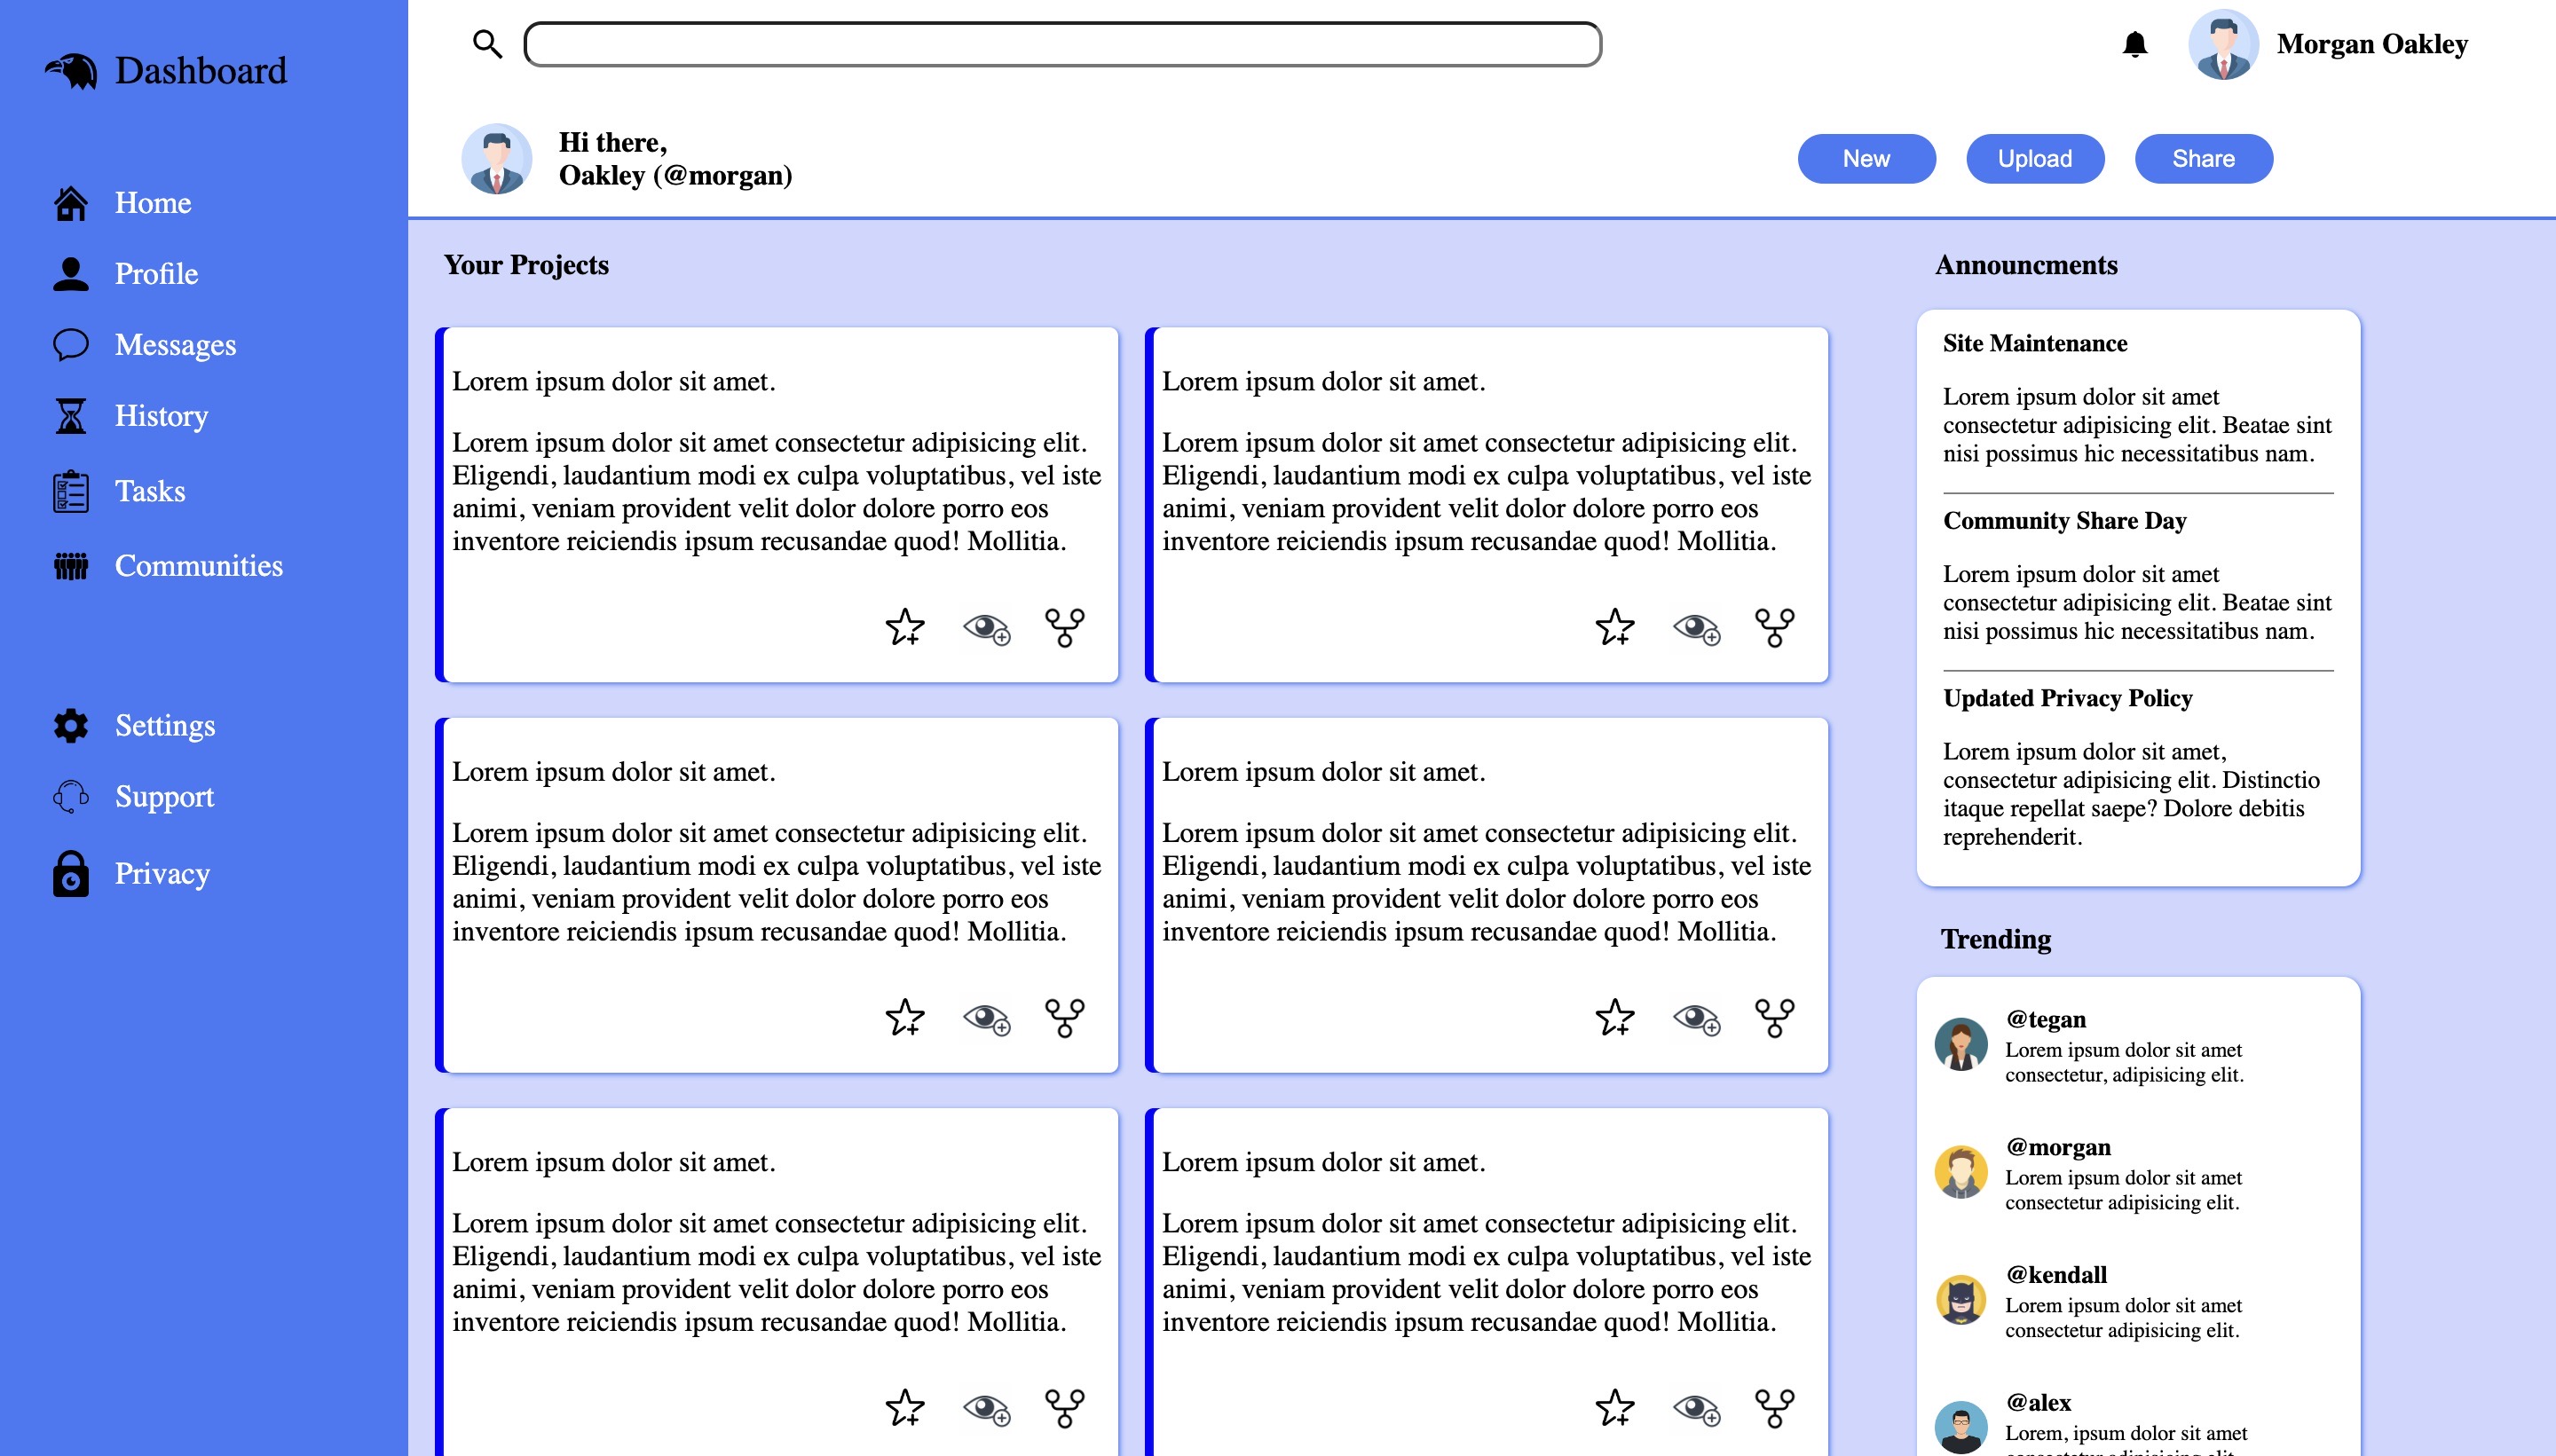 Dashboard
Home
Profile
Messages
History
Tasks
Communities
Settings
Support
Privacy
Morgan Oakley
Hi there,
Oakley (@morgan)
New
Upload
Share
Your Projects
Lorem ipsum dolor sit amet.
Lorem ipsum dolor sit amet consectetur adipisicing elit.
Eligendi, laudantium modi ex culpa voluptatibus, vel iste
animi, veniam provident velit dolor dolore porro eos
inventore reiciendis ipsum recusandae quod! Mollitia.
Lorem ipsum dolor sit amet.
Lorem ipsum dolor sit amet consectetur adipisicing elit.
Eligendi, laudantium modi ex culpa voluptatibus, vel iste
animi, veniam provident velit dolor dolore porro eos
inventore reiciendis ipsum recusandae quod! Mollitia.
Lorem ipsum dolor sit amet.
Lorem ipsum dolor sit amet consectetur adipisicing elit.
Eligendi, laudantium modi ex culpa voluptatibus, vel iste
animi, veniam provident velit dolor dolore porro eos
inventore reiciendis ipsum recusandae quod! Mollitia.
Lorem ipsum dolor sit amet.
Lorem ipsum dolor sit amet consectetur adipisicing elit.
Eligendi, laudantium modi ex culpa voluptatibus, vel iste
animi, veniam provident velit dolor dolore porro eos
inventore reiciendis ipsum recusandae quod! Mollitia.
Lorem ipsum dolor sit amet.
Lorem ipsum dolor sit amet consectetur adipisicing elit.
Eligendi, laudantium modi ex culpa voluptatibus, vel iste
animi, veniam provident velit dolor dolore porro eos
inventore reiciendis ipsum recusandae quod! Mollitia.
Lorem ipsum dolor sit amet.
Lorem ipsum dolor sit amet consectetur adipisicing elit.
Eligendi, laudantium modi ex culpa voluptatibus, vel iste
animi, veniam provident velit dolor dolore porro eos
inventore reiciendis ipsum recusandae quod! Mollitia.
Announcments
Site Maintenance
Lorem ipsum dolor sit amet
consectetur adipisicing elit. Beatae sint
nisi possimus hic necessitatibus nam.
Community Share Day
Lorem ipsum dolor sit amet
consectetur adipisicing elit. Beatae sint
nisi possimus hic necessitatibus nam.
Updated Privacy Policy
Lorem ipsum dolor sit amet,
consectetur adipisicing elit. Distinctio
itaque repellat saepe? Dolore debitis
reprehenderit.
Trending
@tegan
Lorem ipsum dolor sit amet
consectetur, adipisicing elit.
@morgan
Lorem ipsum dolor sit amet
consectetur adipisicing elit.
@kendall
Lorem ipsum dolor sit amet
consectetur adipisicing elit.
@alex
Lorem, ipsum dolor sit amet